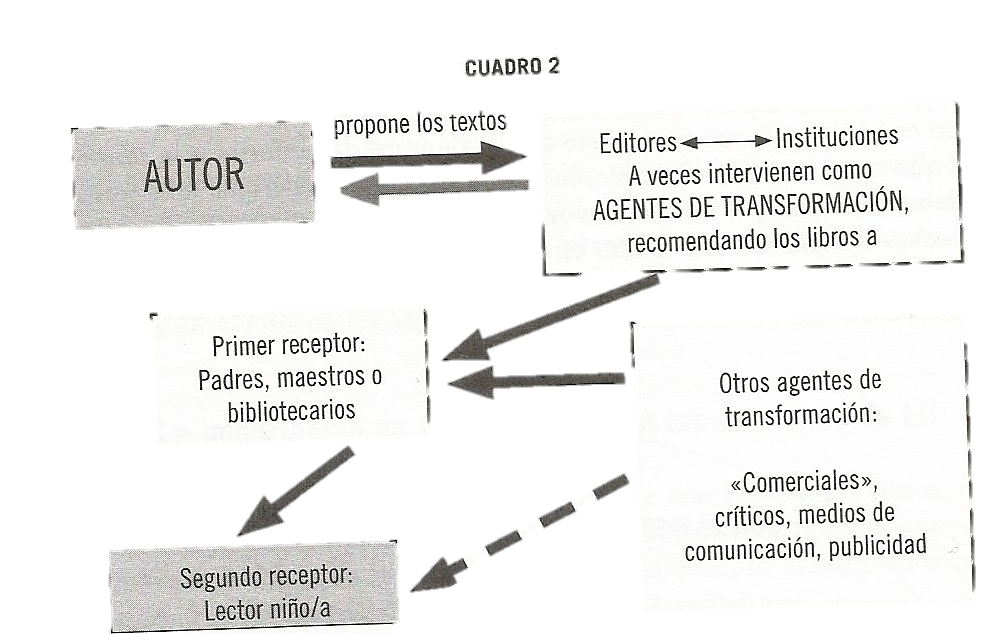 CUADRO 2
AUTOR
propone los textos
Editores Instituciones
A veces intervienen como
AGENTES DE TRANSFORMACIÓN,
recomendando los libros a
Primer receptor:
Padres, maestros o
bibliotecarios
Otros agentes de
transformación:
«Comerciales»,
críticos, medios de
comunicación, publicidad
Segundo receptor:
Lector niño/a